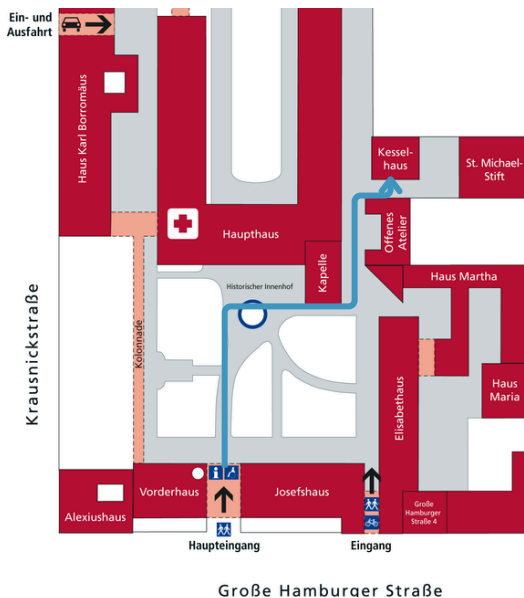 Ein- und
Ausfahrt
Haus Karl Borromäus
Kessel-
haus
St. Michael-
Stift
Haupthaus
Offenes
Atelier
Kapelle
Haus Martha
Historischer Innenhof
Kolonnade
Krausnickstraße
Elisabethhaus
Haus
Maria
i
Vorderhaus
Josefshaus
Alexiushaus
Große
Hamburger
Straße 4
Haupteingang
Eingang
Große Hamburger Straße